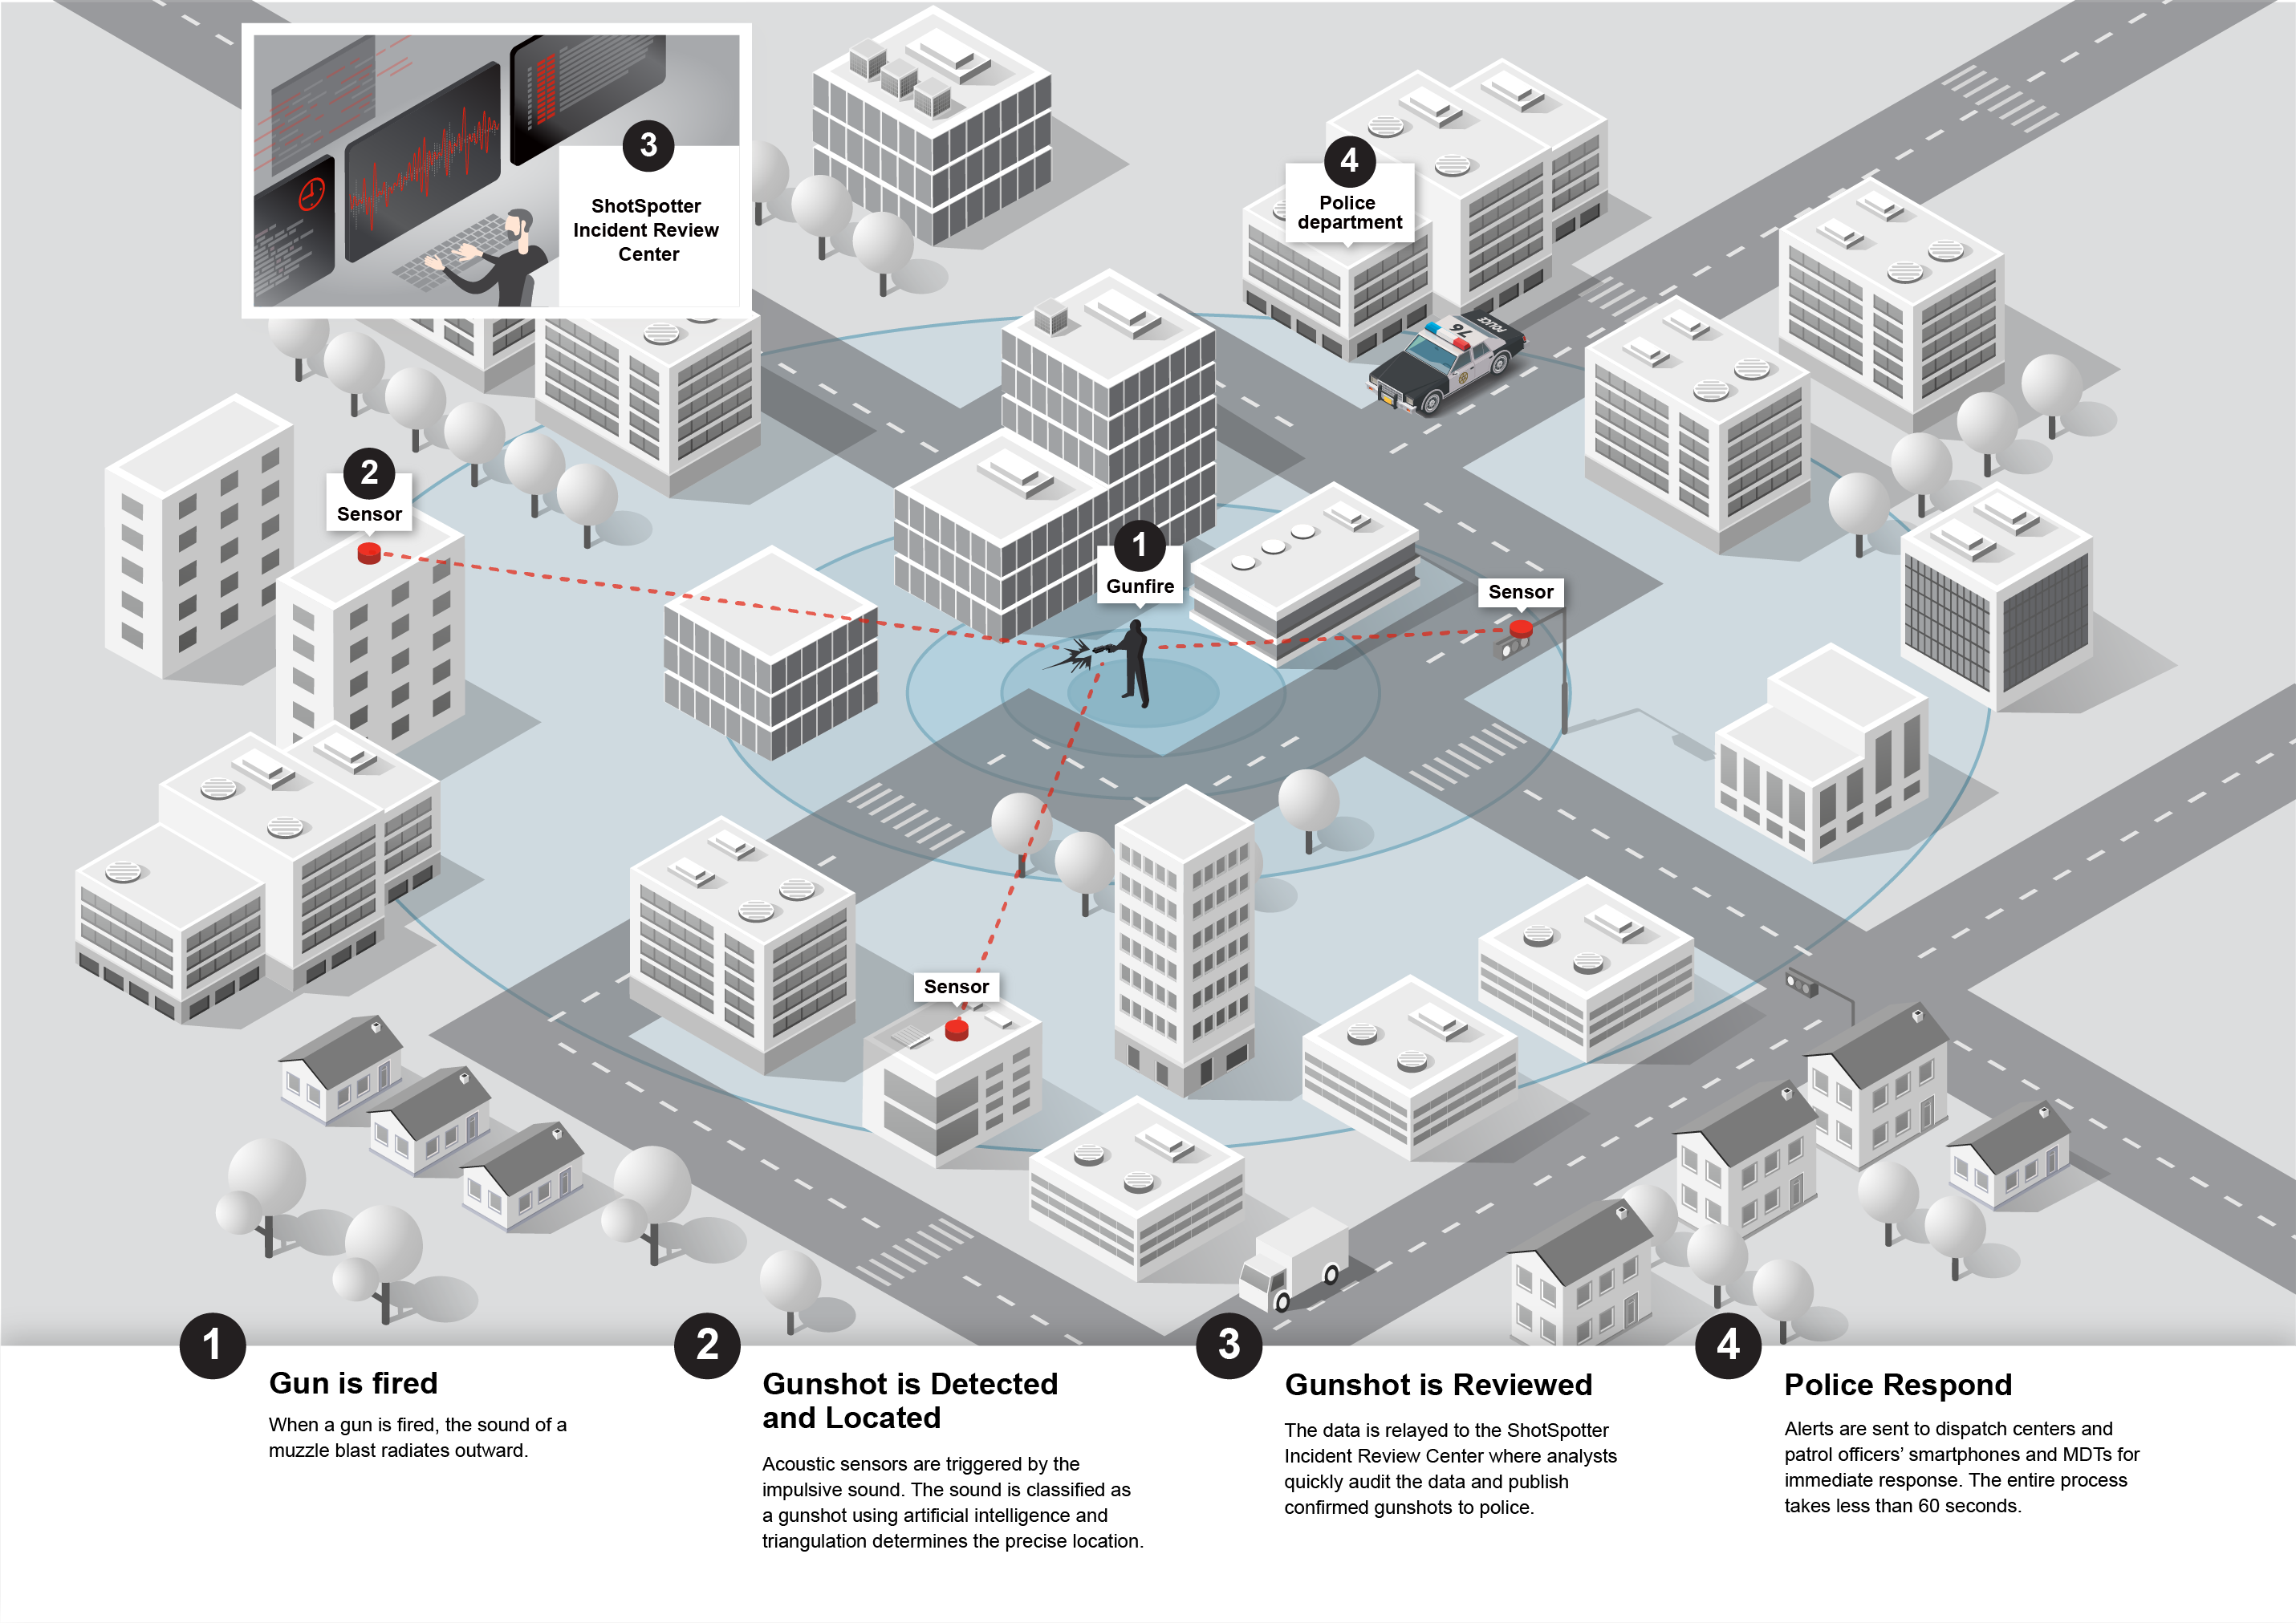 3
ShotSpotter
Incident Review
Center
4
Police
department
76
POLICE
2
Sensor
1
Gunfire
Sensor
Sensor
1
Gun is fired
When a gun is fired, the sound of a
muzzle blast radiates outward.
2
Gunshot is Detected
and Located
Acoustic sensors are triggered by the
impulsive sound. The sound is classified as
a gunshot using artificial intelligence and
triangulation determines the precise location.
3
Gunshot is Reviewed
The data is relayed to the ShotSpotter
Incident Review Center where analysts
quickly audit the data and publish
confirmed gunshots to police.
4
Police Respond
Alerts are sent to dispatch centers and
patrol officers’ smartphones and MDTs for
immediate response. The entire process
takes less than 60 seconds.